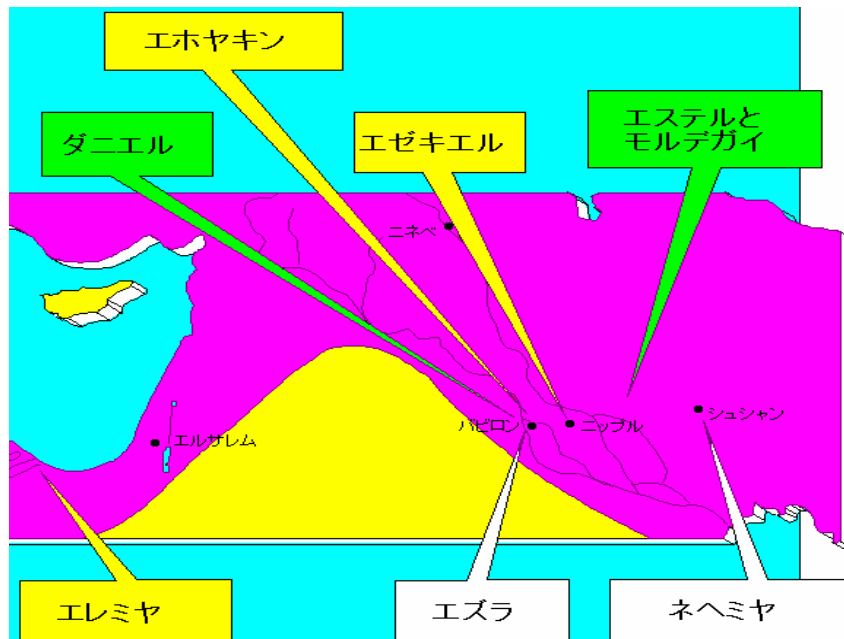 エホヤキン
ダニエル
エゼキエル
エステルと
モルデガイ
ニネベ
エルサレム
バビロン
ニップル
シュシャン
エレミヤ
エズラ
ネヘミヤ